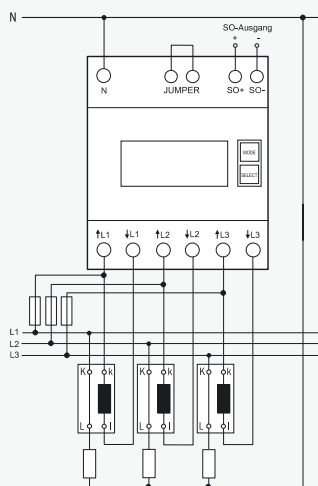 N
SO-Ausgang
+ -
N JUMPER SO+ SO-
MODE
SELECT
↑L1 ↓L1 ↑L2 ↓L2 ↑L3 ↓L3
L1
L2
L3
K k K k K k
L l L l L l